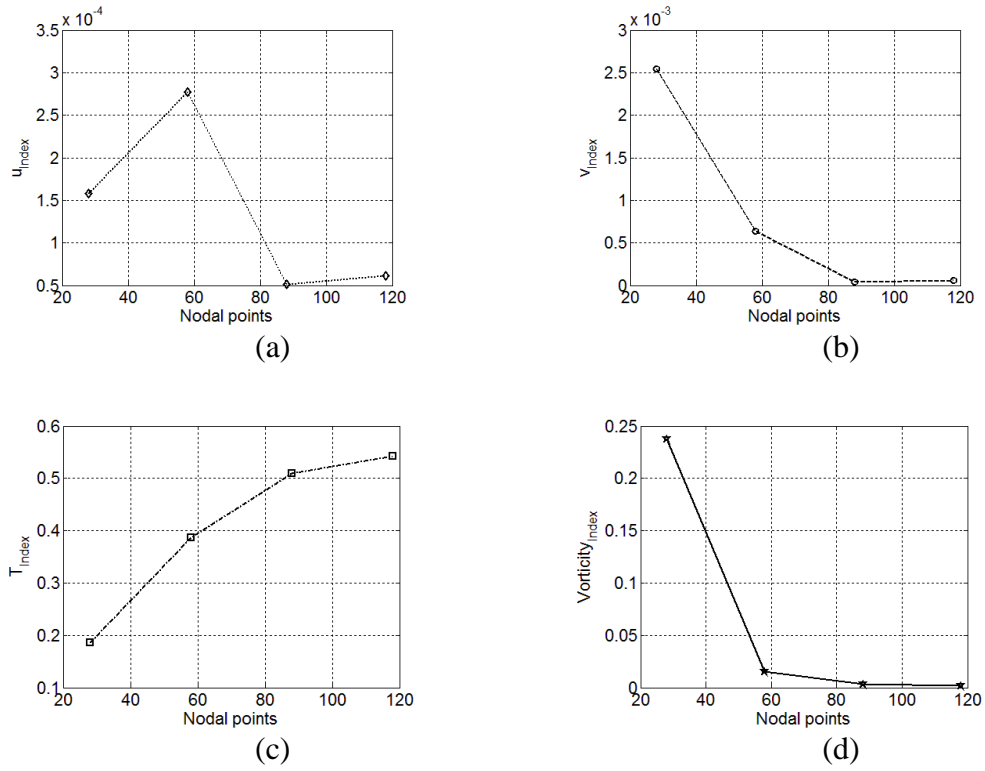 x 10⁻⁴
3.5
3
2.5
2
1.5
1
0.5
20 40 60 80 100 120
u_Index
Nodal points
(a)
x 10⁻³
3
2.5
2
1.5
1
0.5
0
20 40 60 80 100 120
v_Index
Nodal points
(b)
0.6
0.5
0.4
0.3
0.2
0.1
20 40 60 80 100 120
T_Index
Nodal points
(c)
0.25
0.2
0.15
0.1
0.05
0
20 40 60 80 100 120
Vorticity_Index
Nodal points
(d)